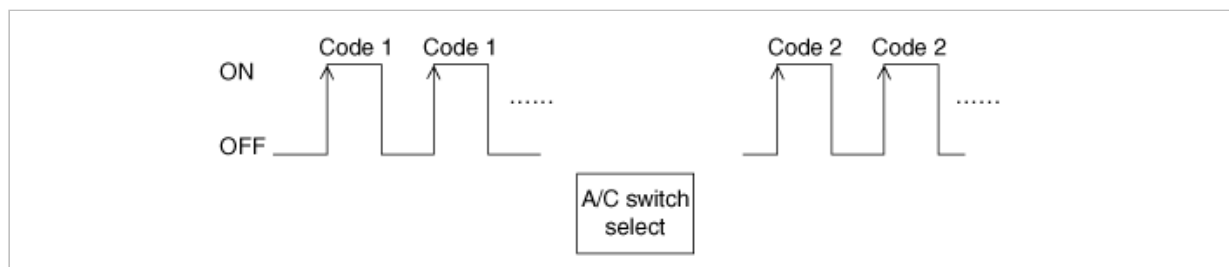 Code 1 Code 1 Code 2 Code 2
ON
......
......
OFF
A/C switch
select